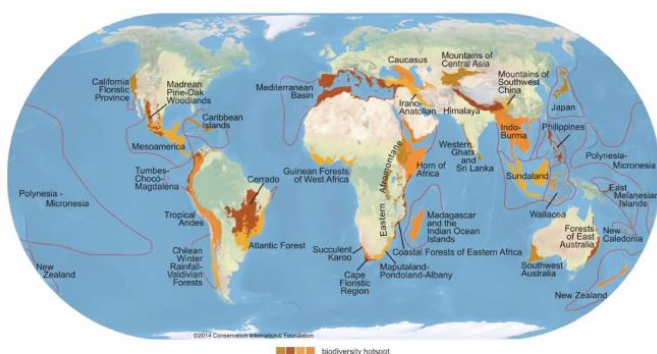 California
Floristic
Province
Madrean
Pine-Oak
Woodlands
Caribbean
Islands
Mesoamerica
Tumbes-
Chocó-
Magdalena
Polynesia -
Micronesia
Tropical
Andes
Cerrado
Atlantic Forest
Chilean
Winter
Rainfall-
Valdivian
Forests
New
Zealand
Mediterranean
Basin
Caucasus
Irano-
Anatolian
Mountains of
Central Asia
Mountains of
Southwest
China
Himalaya
Japan
Indo-
Burma
Philippines
Western
Ghats
and
Sri Lanka
Guinean Forests
of West Africa
Eastern Afromontane
Horn of
Africa
Sundaland
Polynesia-
Micronesia
East
Melanesian
Islands
Wallacea
Madagascar
and the
Indian Ocean
Islands
Coastal Forests of Eastern Africa
Succulent
Karoo
Cape
Floristic
Region
Maputaland-
Pondoland-Albany
Forests
of East
Australia
New
Caledonia
Southwest
Australia
New Zealand
©2014 Conservation International Foundation
biodiversity hotspot